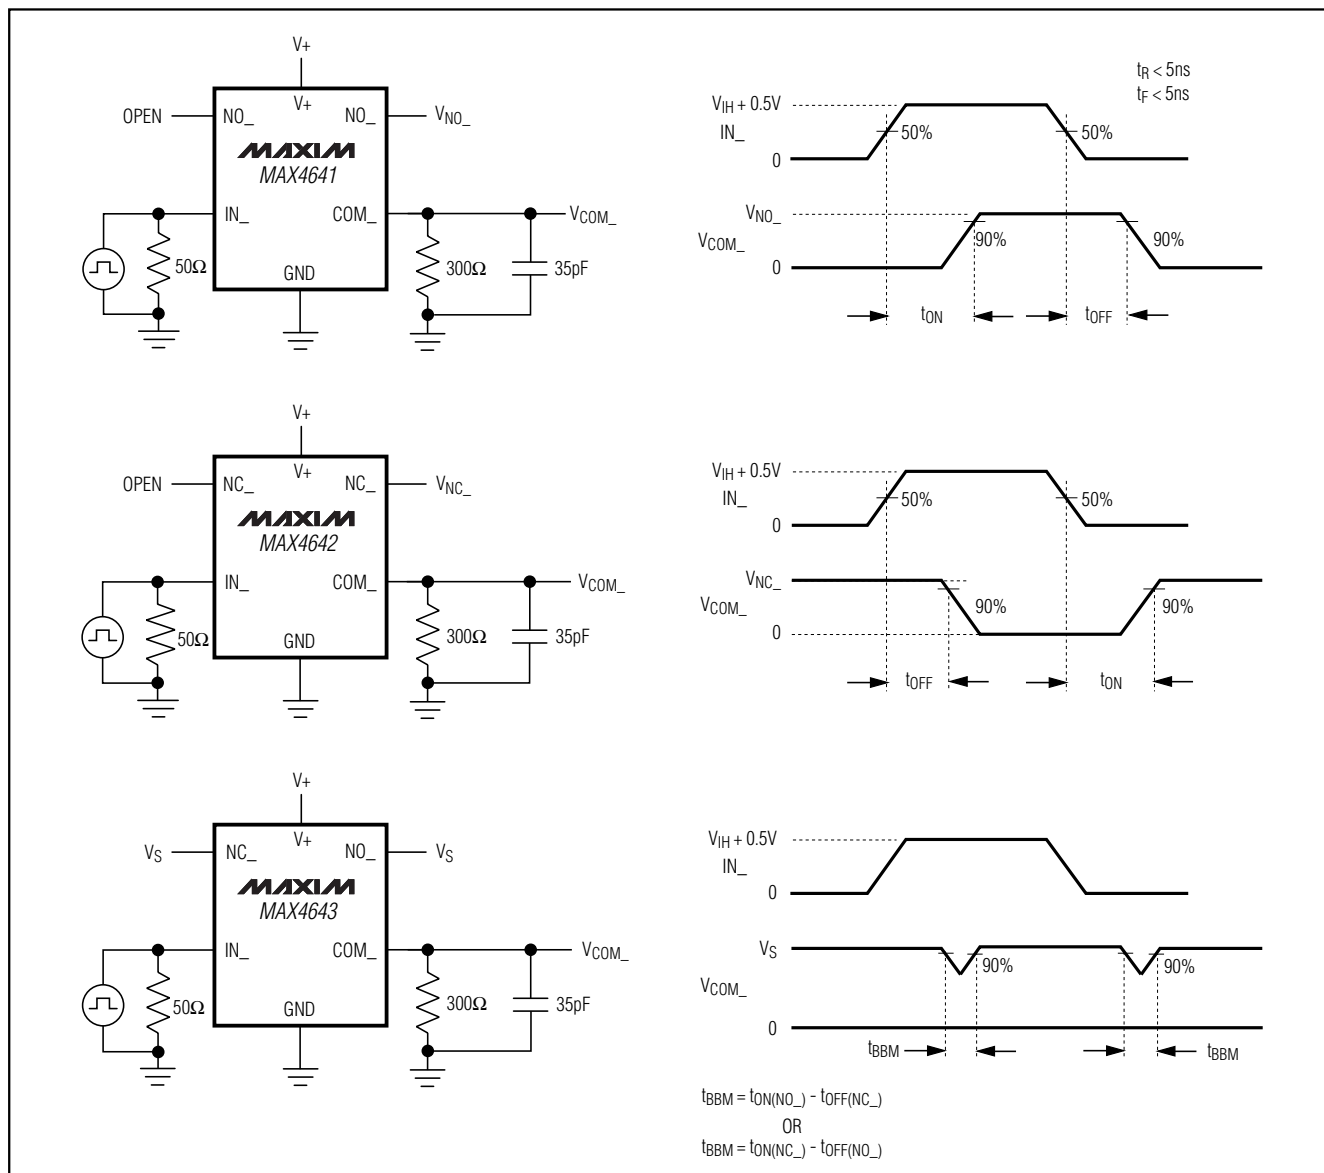 V+
V+
OPEN
NO_
NO_
V_NO_
MAXIM
MAX4641
IN_
COM_
V_COM_
50Ω
GND
300Ω
35pF
t_R < 5ns
t_F < 5ns
V_IH + 0.5V
IN_
0
50%
50%
V_NO_
V_COM_
0
90%
90%
t_ON
t_OFF
V+
V+
OPEN
NC_
NC_
V_NC_
MAXIM
MAX4642
IN_
COM_
V_COM_
50Ω
GND
300Ω
35pF
V_IH + 0.5V
IN_
0
50%
50%
V_NC_
V_COM_
0
90%
90%
t_OFF
t_ON
V+
V+
V_S
NC_
NO_
V_S
MAXIM
MAX4643
IN_
COM_
V_COM_
50Ω
GND
300Ω
35pF
V_IH + 0.5V
IN_
0
V_S
V_COM_
0
90%
90%
t_BBM
t_BBM
t_BBM = t_ON(NO_) - t_OFF(NC_)
OR
t_BBM = t_ON(NC_) - t_OFF(NO_)